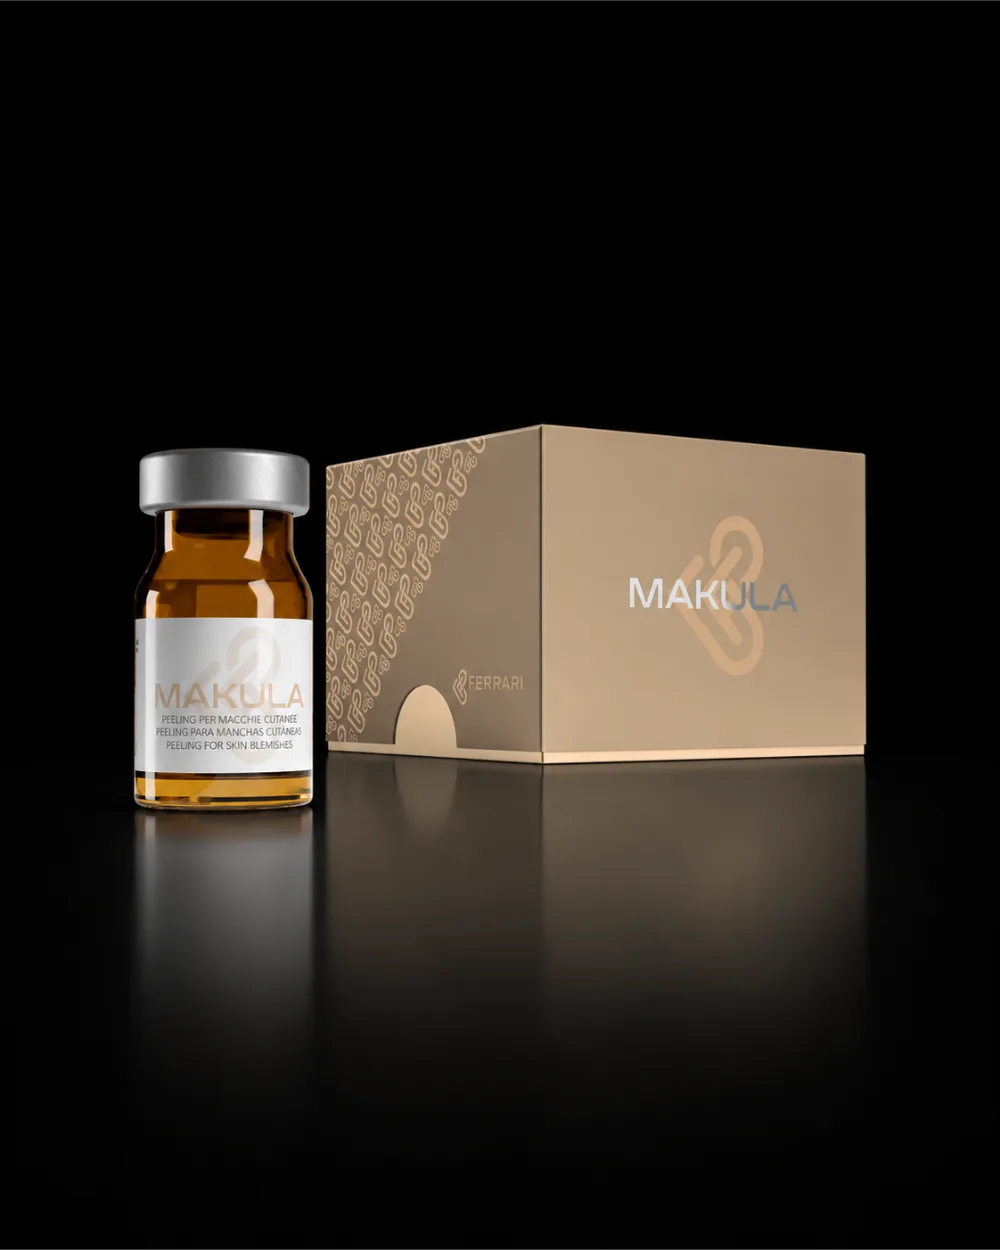 MAKULA
PEELING PER MACCHIE CUTANEE
PEELING PARA MANCHAS CUTÁNEAS
PEELING FOR SKIN BLEMISHES
FERRARI
MAKULA